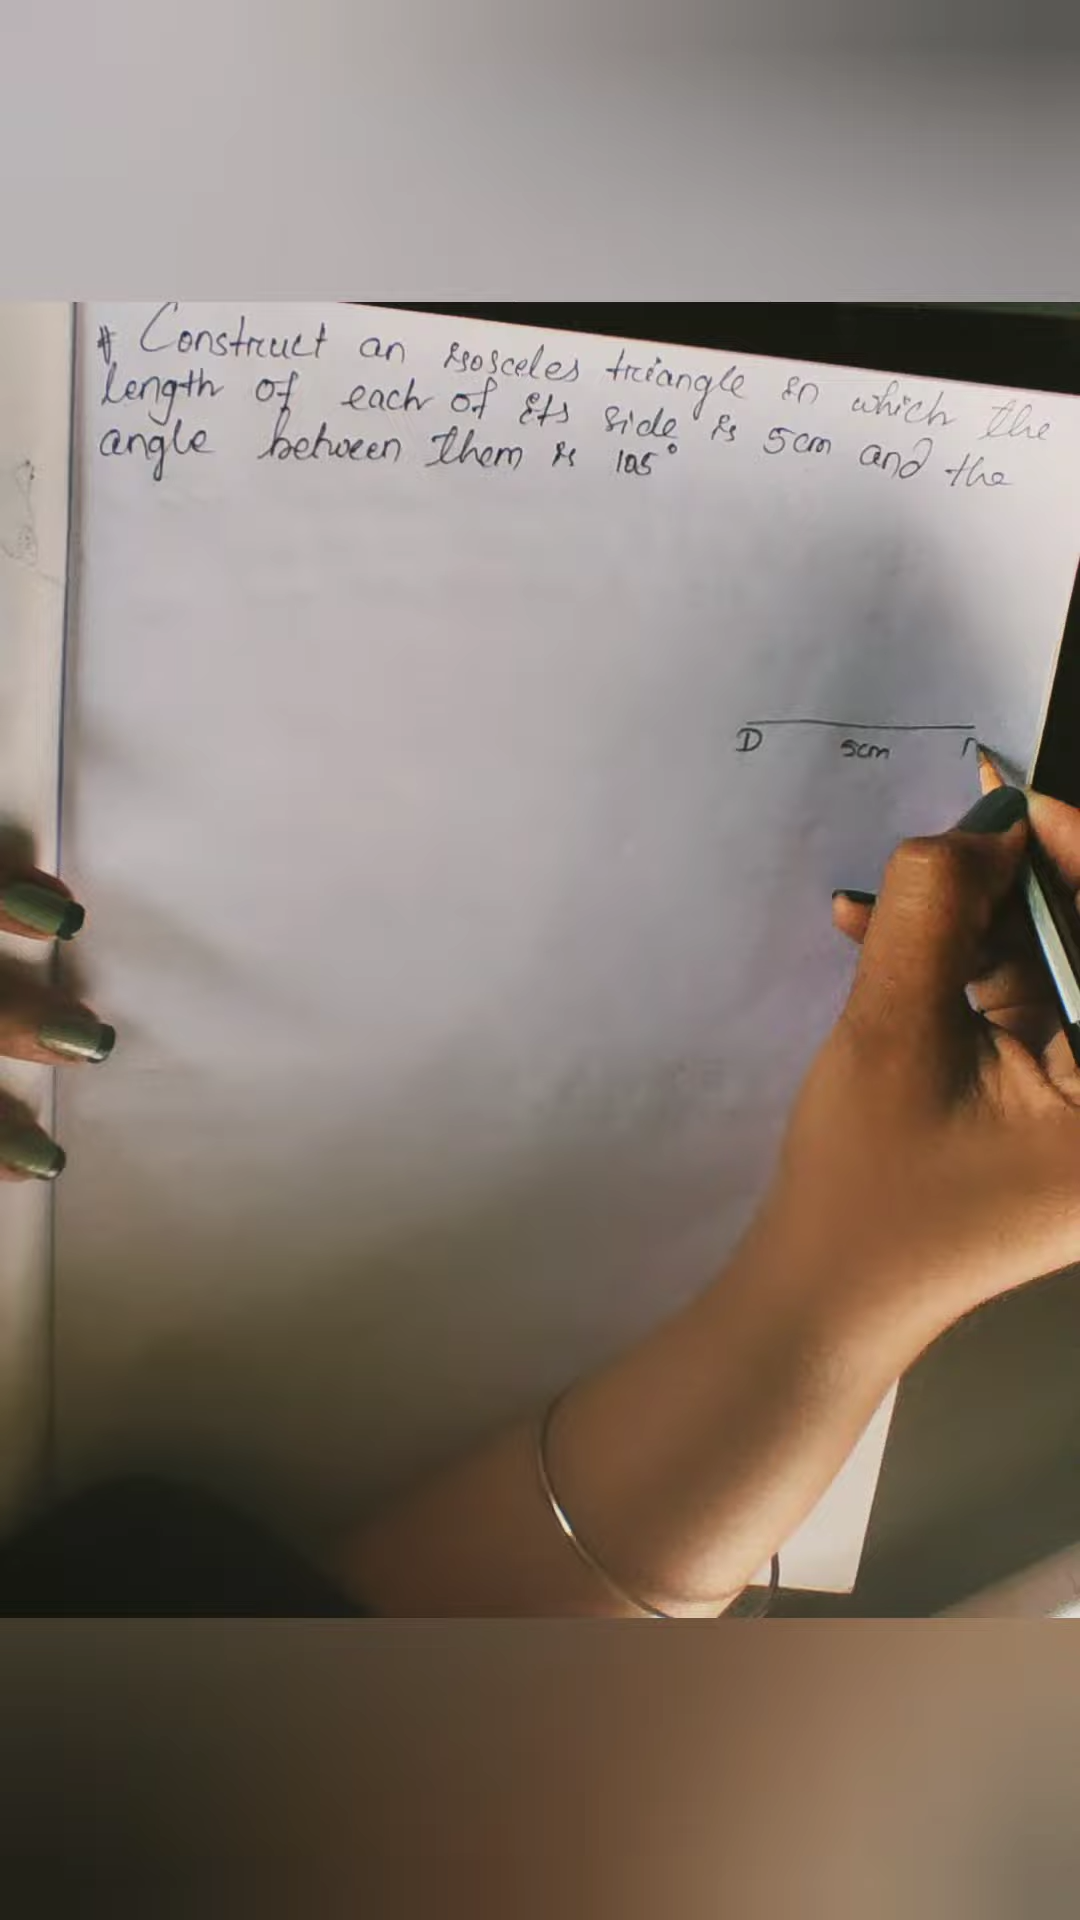 # Construct an isosceles triangle in which the
length of each of its side is 5cm and the
angle between them is 105°
D 5cm